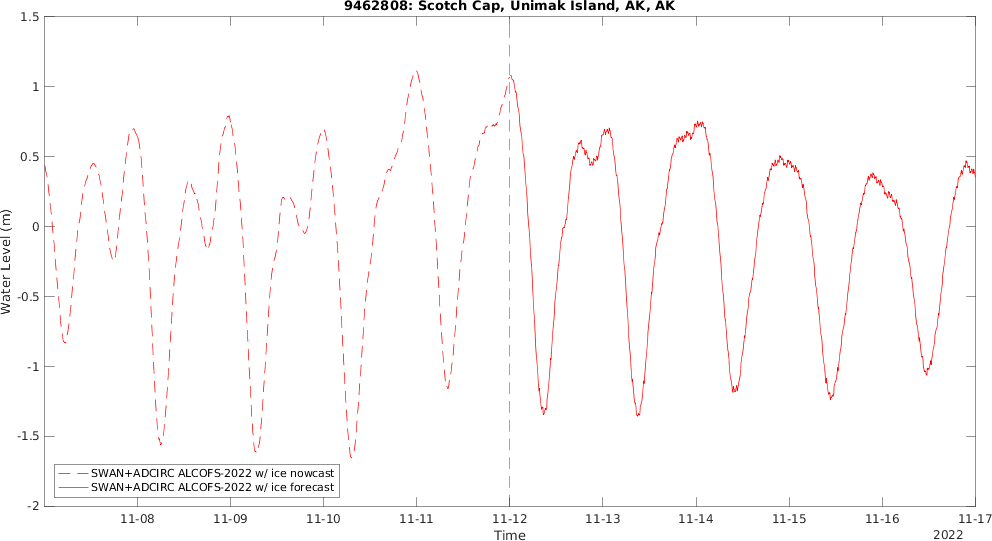 9462808: Scotch Cap, Unimak Island, AK, AK
Water Level (m)
1.5
1
0.5
0
-0.5
-1
-1.5
-2
SWAN+ADCIRC ALCOFS-2022 w/ ice nowcast
SWAN+ADCIRC ALCOFS-2022 w/ ice forecast
11-08 11-09 11-10 11-11 11-12 11-13 11-14 11-15 11-16 11-17
Time
2022